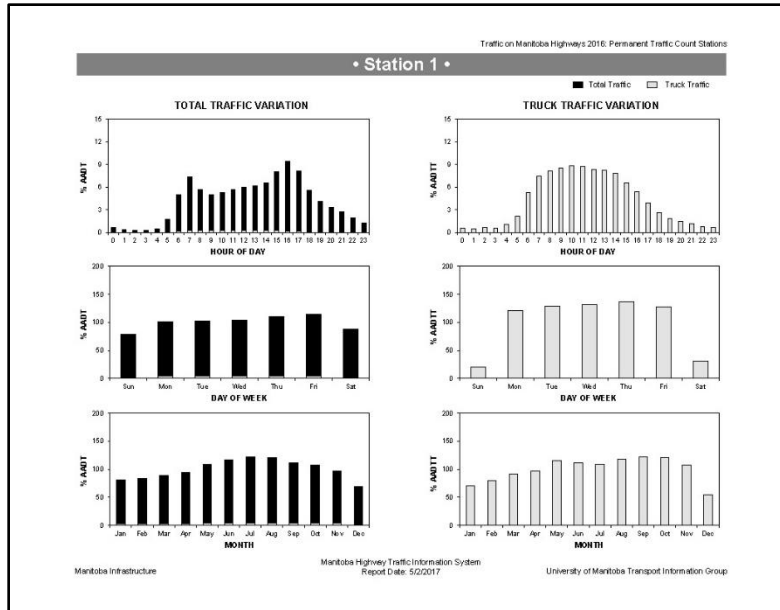 Traffic on Manitoba Highways 2016: Permanent Traffic Count Stations
• Station 1 •
Total Traffic Truck Traffic
TOTAL TRAFFIC VARIATION
% AADT
15
12
9
6
3
0
0 1 2 3 4 5 6 7 8 9 10 11 12 13 14 15 16 17 18 19 20 21 22 23
HOUR OF DAY
TRUCK TRAFFIC VARIATION
% AADTT
15
12
9
6
3
0
0 1 2 3 4 5 6 7 8 9 10 11 12 13 14 15 16 17 18 19 20 21 22 23
HOUR OF DAY
% AADT
200
150
100
50
0
Sun Mon Tue Wed Thu Fri Sat
DAY OF WEEK
% AADTT
200
150
100
50
0
Sun Mon Tue Wed Thu Fri Sat
DAY OF WEEK
% AADT
200
150
100
50
0
Jan Feb Mar Apr May Jun Jul Aug Sep Oct Nov Dec
MONTH
% AADTT
200
150
100
50
0
Jan Feb Mar Apr May Jun Jul Aug Sep Oct Nov Dec
MONTH
Manitoba Infrastructure
Manitoba Highway Traffic Information System
Report Date: 5/2/2017
University of Manitoba Transport Information Group